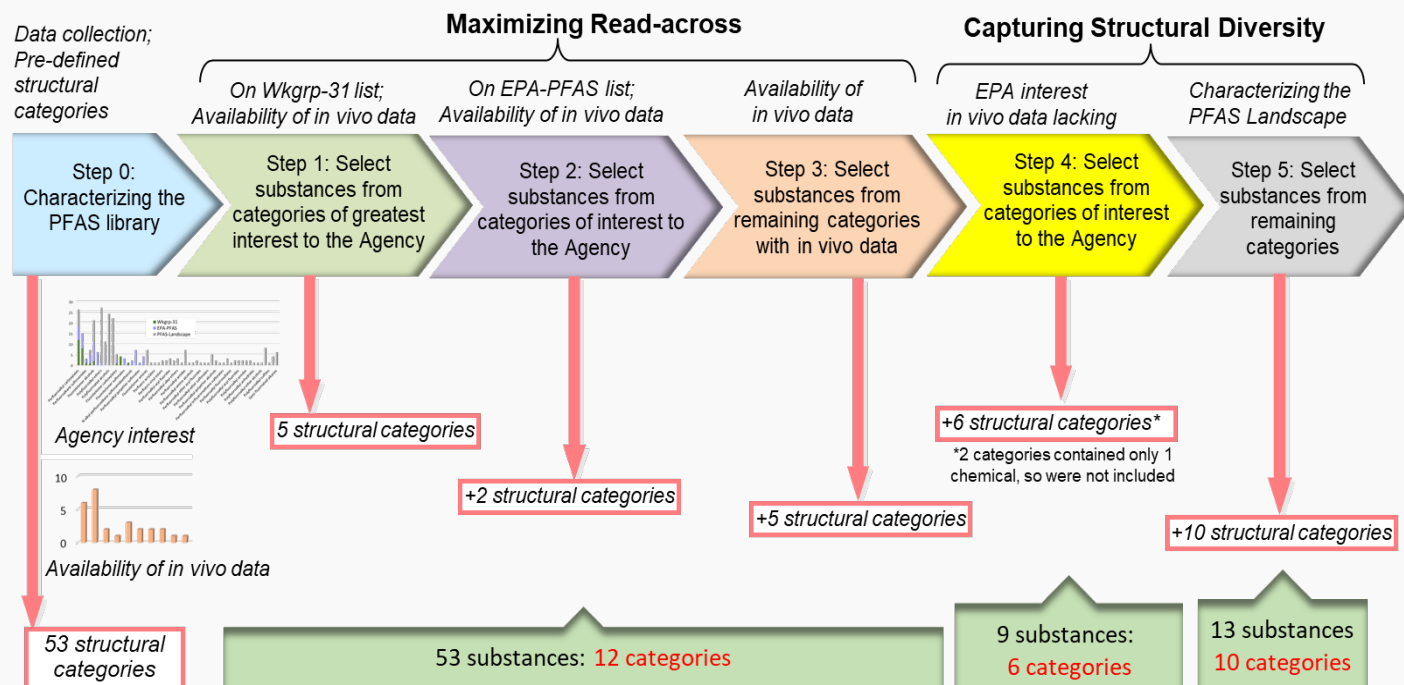 Maximizing Read-across
Capturing Structural Diversity
Data collection;
Pre-defined
structural
categories
On Wkgrp-31 list;
Availability of in vivo data
On EPA-PFAS list;
Availability of in vivo data
Availability of
in vivo data
EPA interest
in vivo data lacking
Characterizing the
PFAS Landscape
Step 0:
Characterizing the
PFAS library
Step 1: Select
substances from
categories of greatest
interest to the Agency
Step 2: Select
substances from
categories of interest to
the Agency
Step 3: Select
substances from
remaining categories
with in vivo data
Step 4: Select
substances from
categories of interest
to the Agency
Step 5: Select
substances from
remaining
categories
Wkgrp-31
EPA-PFAS
PFAS-Landscape
Agency interest
10
5
0
Availability of in vivo data
53 structural
categories
5 structural categories
+2 structural categories
+5 structural categories
+6 structural categories*
*2 categories contained only 1
chemical, so were not included
+10 structural categories
53 substances: 12 categories
9 substances:
6 categories
13 substances
10 categories